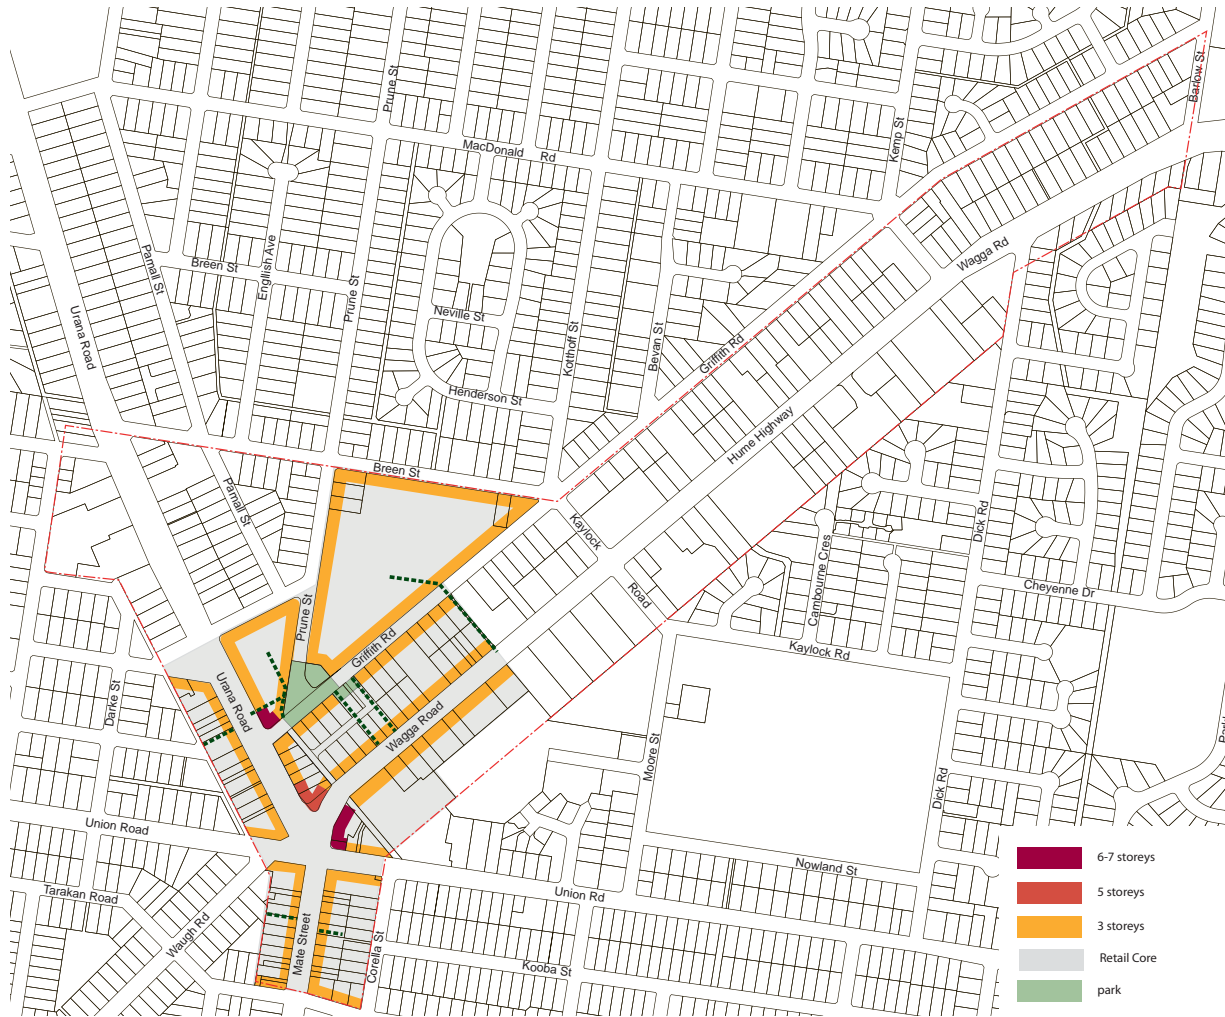 Barlow St
Prune St
Kemp St
MacDonald Rd
Parnall St
Breen St
English Ave
Prune St
Wagga Rd
Urana Road
Neville St
Kotthoff St
Bevan St
Griffith Rd
Henderson St
Hume Highway
Breen St
Parnall St
Kaylock
Road
Dick Rd
Cambourne Cres
Cheyenne Dr
Prune St
Griffith Rd
Kaylock Rd
Darke St
Urana Road
Wagga Road
Moore St
Dick Rd
Union Road
Nowland St
Tarakan Road
Union Rd
Waugh Rd
Mate Street
Corella St
Kooba St
6-7 storeys
5 storeys
3 storeys
Retail Core
park